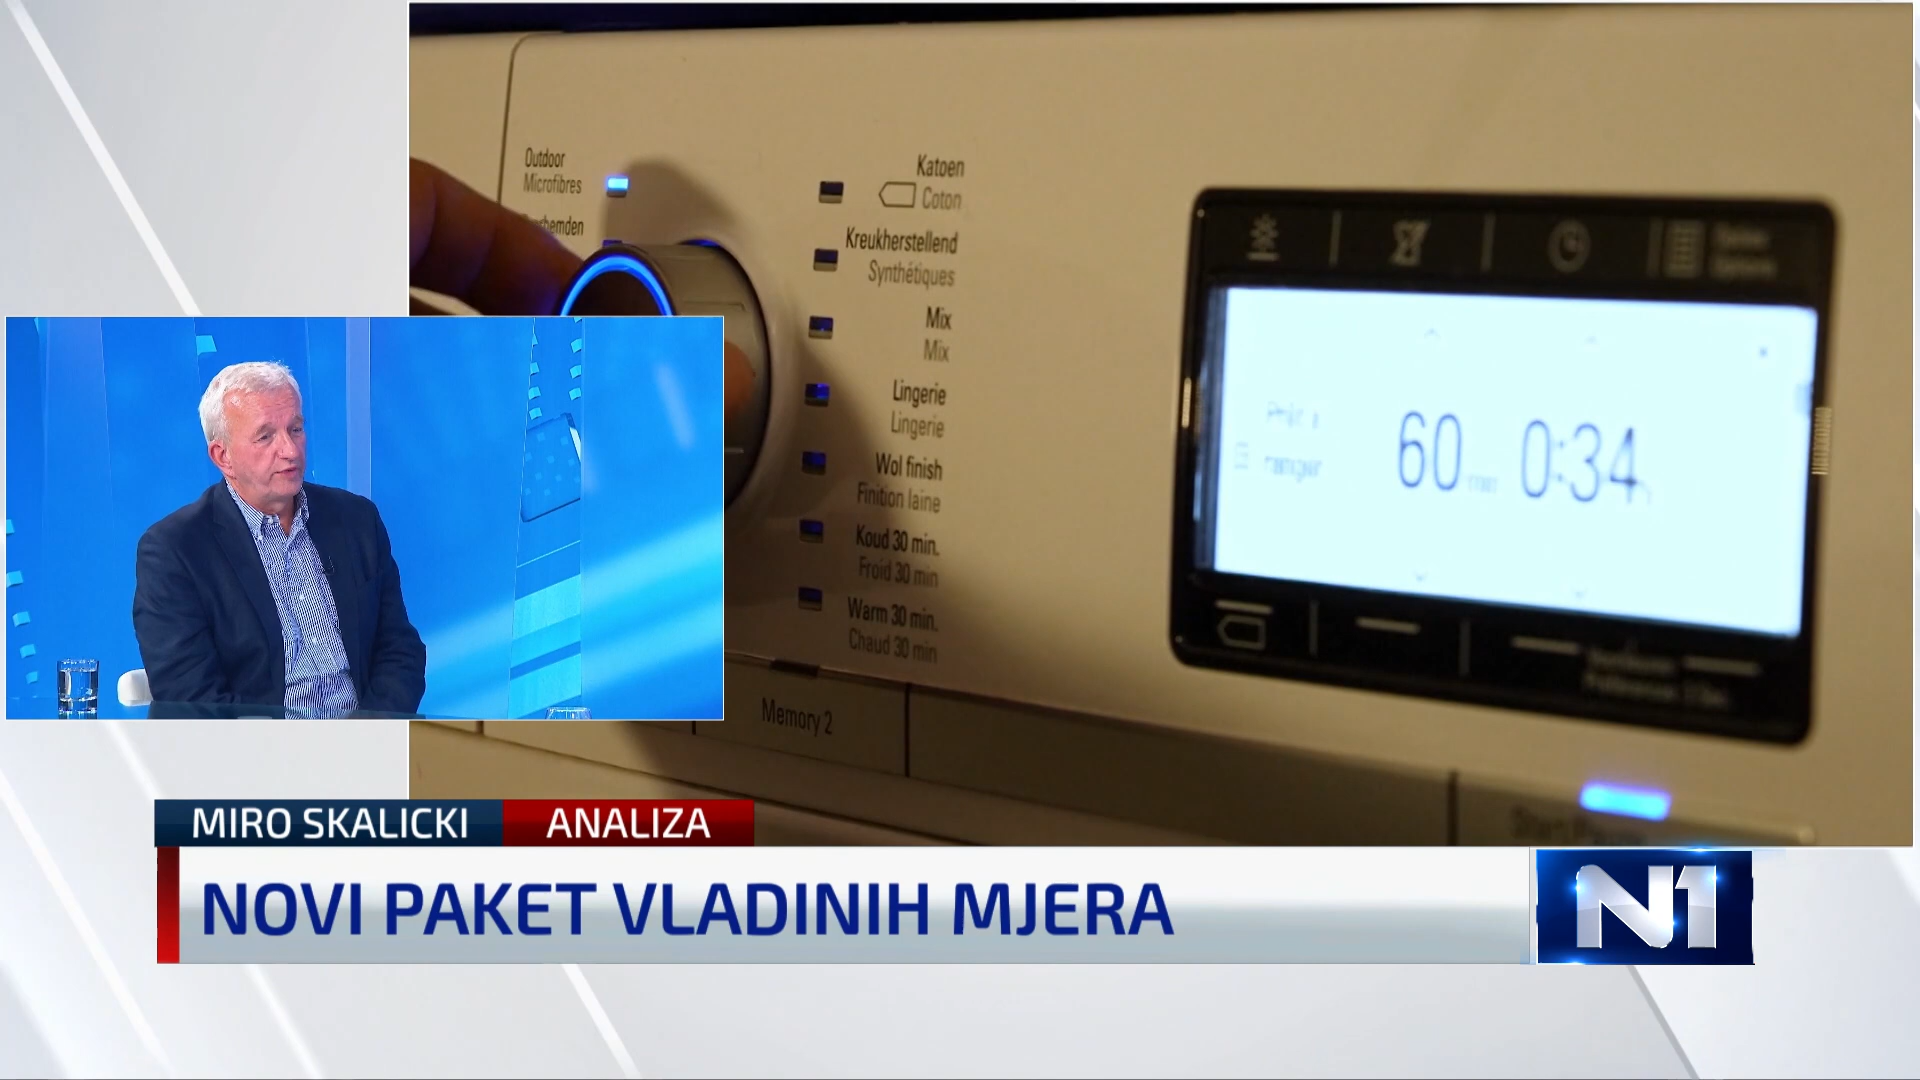 Outdoor
Microfibres
Katoen
Coton
Kreukherstellend
Synthétiques
Mix
Mix
Lingerie
Lingerie
Wol finish
Finition laine
Koud 30 min.
Froid 30 min
Warm 30 min.
Chaud 30 min
Memory 2
60 min 0:34
MIRO SKALICKI
ANALIZA
NOVI PAKET VLADINIH MJERA
N1